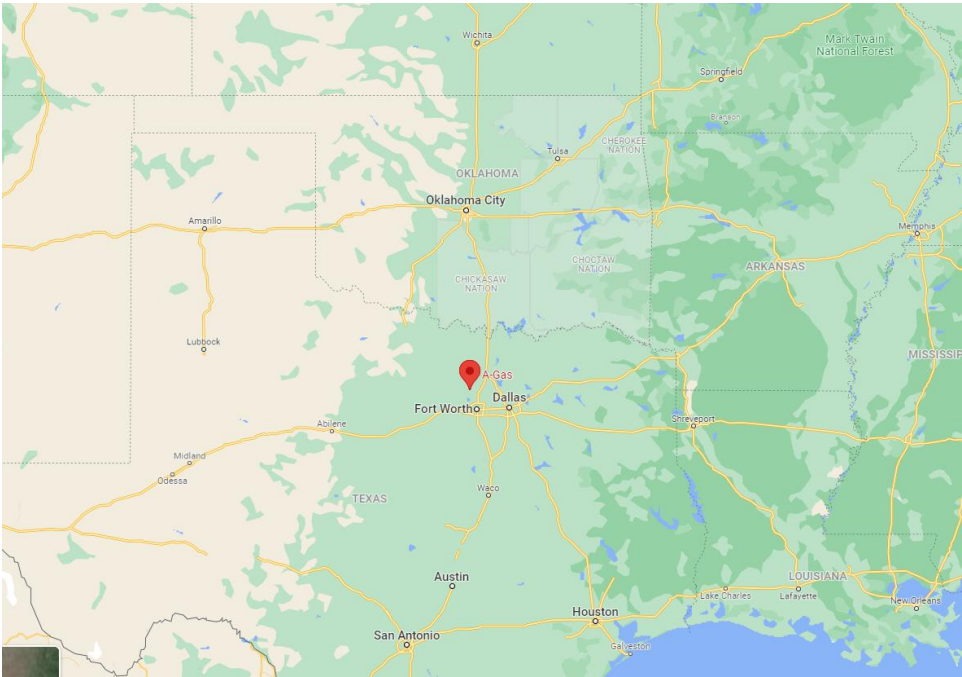 Wichita
Mark Twain
National Forest
Springfield
Branson
Tulsa
CHEROKEE
NATION
OKLAHOMA
Oklahoma City
Amarillo
Memphis
CHOCTAW
NATION
ARKANSAS
CHICKASAW
NATION
Lubbock
MISSISSIP
A-Gas
Dallas
Fort Worth
Shreveport
Abilene
Midland
Odessa
Waco
TEXAS
Austin
LOUISIANA
Lake Charles
Lafayette
New Orleans
Houston
San Antonio
Galveston